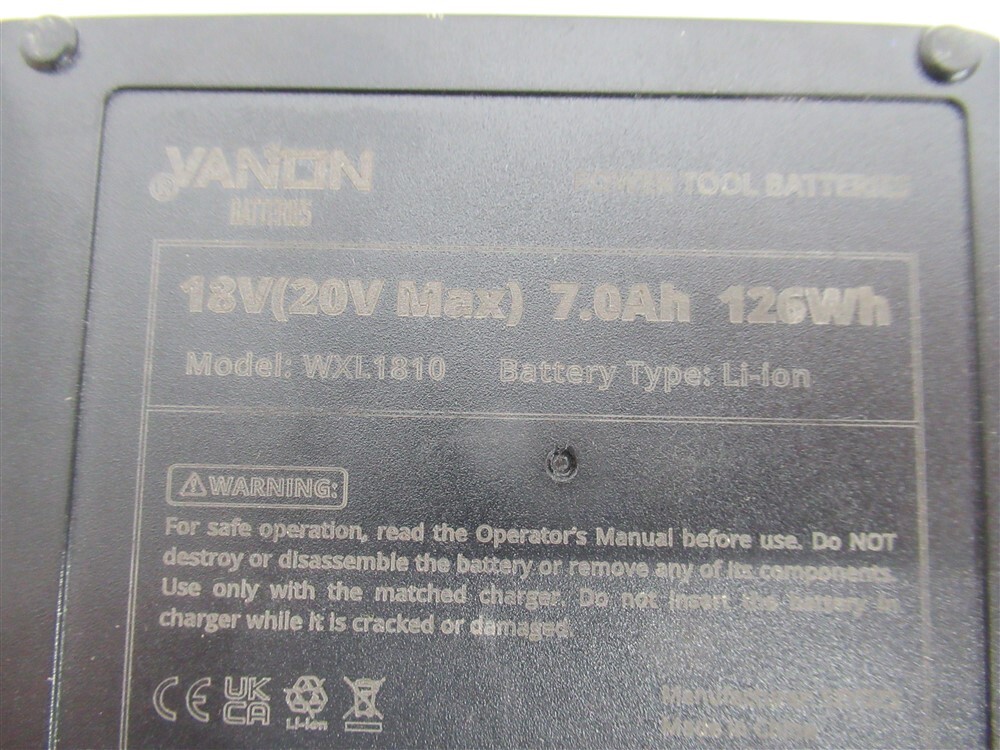 VANON ®
BATTERIES
POWER TOOL BATTERIES
18V(20V Max) 7.0Ah 126Wh
Model: WXL1810 Battery Type: Li-ion
⚠WARNING:
For safe operation, read the Operator's Manual before use. Do NOT
destroy or disassemble the battery or remove any of its components.
Use only with the matched charger. Do not insert the battery in
charger while it is cracked or damaged.
CE UK
CA
Li-ion
Made in